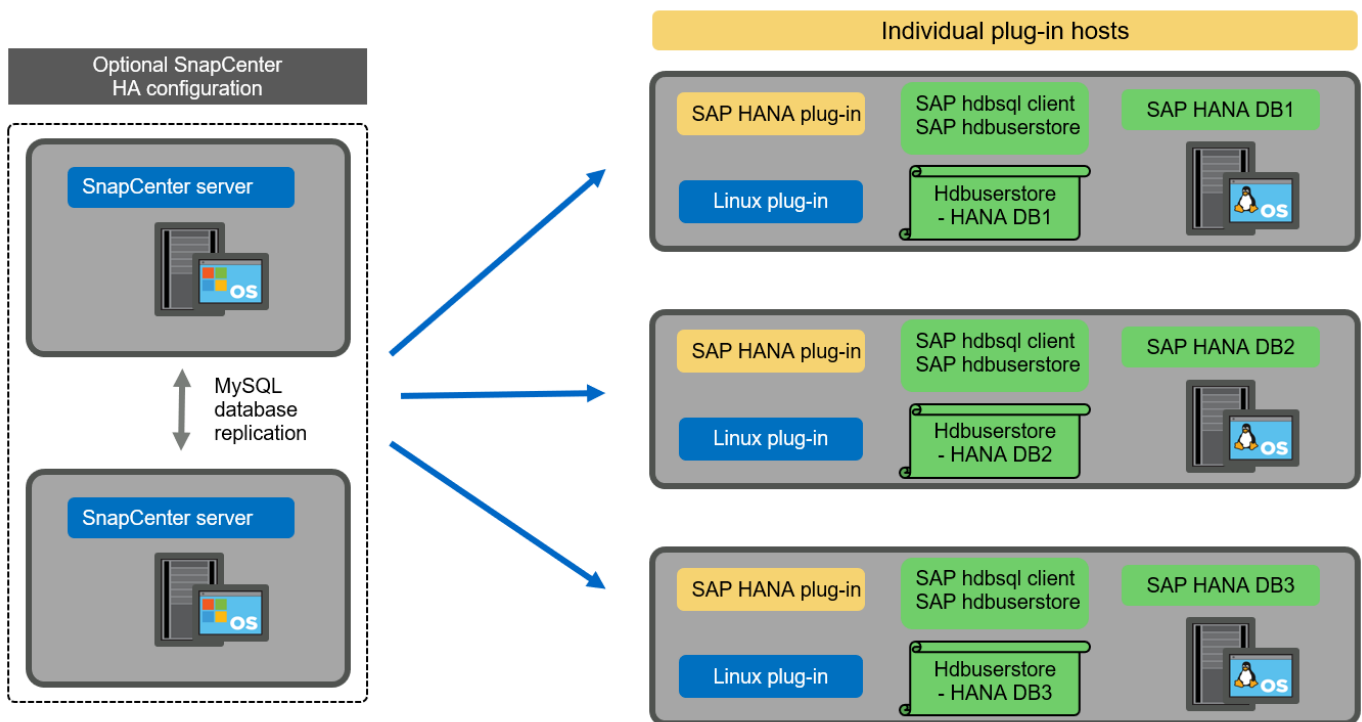 Optional SnapCenter
HA configuration
SnapCenter server
OS
MySQL
database
replication
SnapCenter server
OS
Individual plug-in hosts
SAP HANA plug-in
SAP hdbsql client
SAP hdbuserstore
SAP HANA DB1
Linux plug-in
Hdbuserstore
- HANA DB1
OS
SAP HANA plug-in
SAP hdbsql client
SAP hdbuserstore
SAP HANA DB2
Linux plug-in
Hdbuserstore
- HANA DB2
OS
SAP HANA plug-in
SAP hdbsql client
SAP hdbuserstore
SAP HANA DB3
Linux plug-in
Hdbuserstore
- HANA DB3
OS